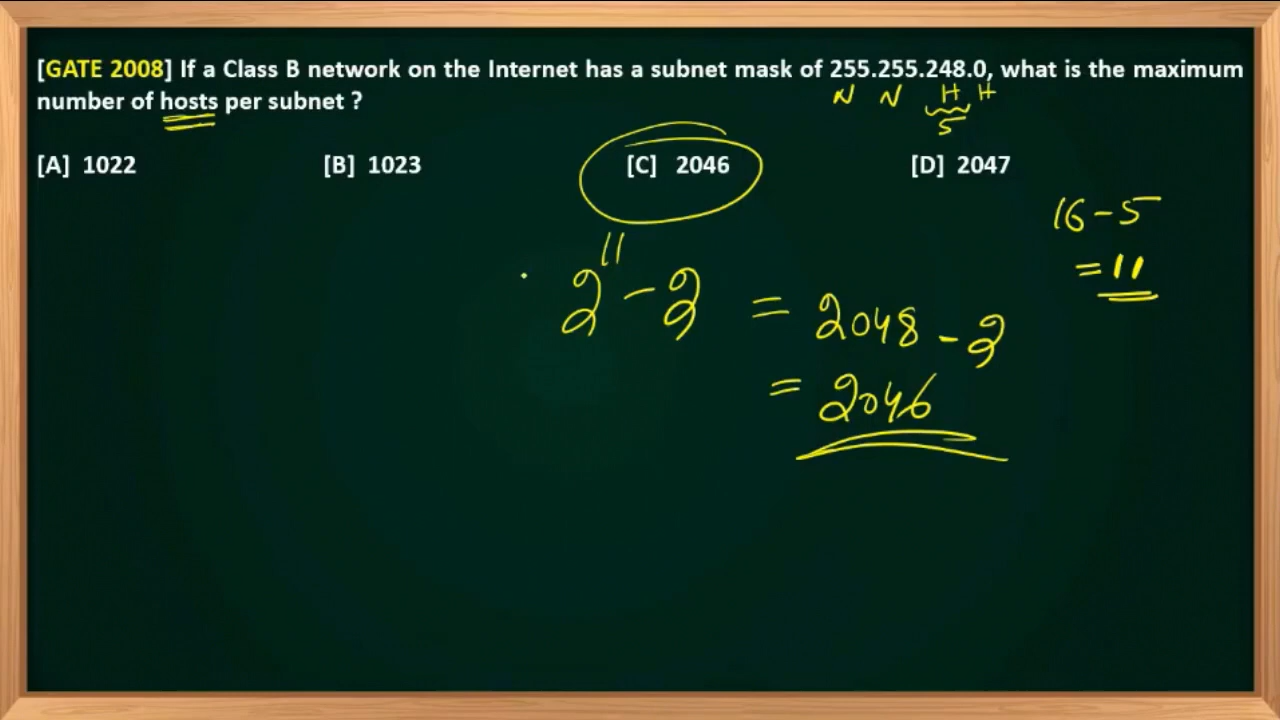 [GATE 2008] If a Class B network on the Internet has a subnet mask of 255.255.248.0, what is the maximum
N N H H
number of hosts per subnet ?
5
[A] 1022 [B] 1023 [C] 2046 [D] 2047
16 - 5
= 11
2^11 - 2 = 2048 - 2
= 2046